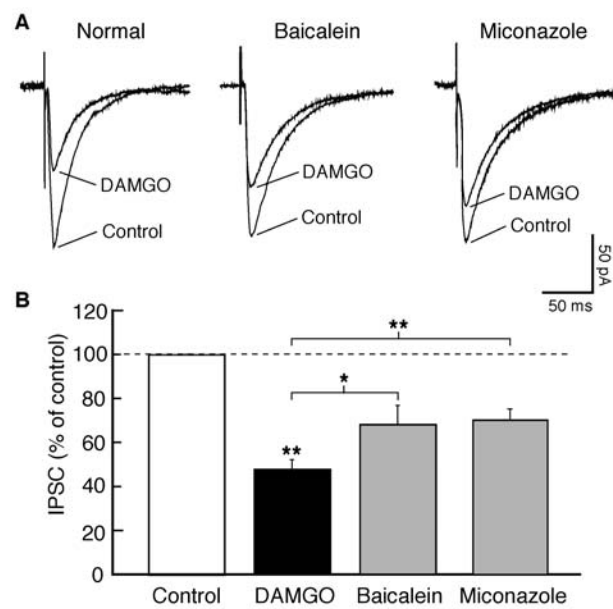 A
Normal Baicalein Miconazole
DAMGO DAMGO DAMGO
Control Control Control
50 pA
50 ms
B
IPSC (% of control)
120
100
80
60
40
20
0
**
*
**
Control DAMGO Baicalein Miconazole